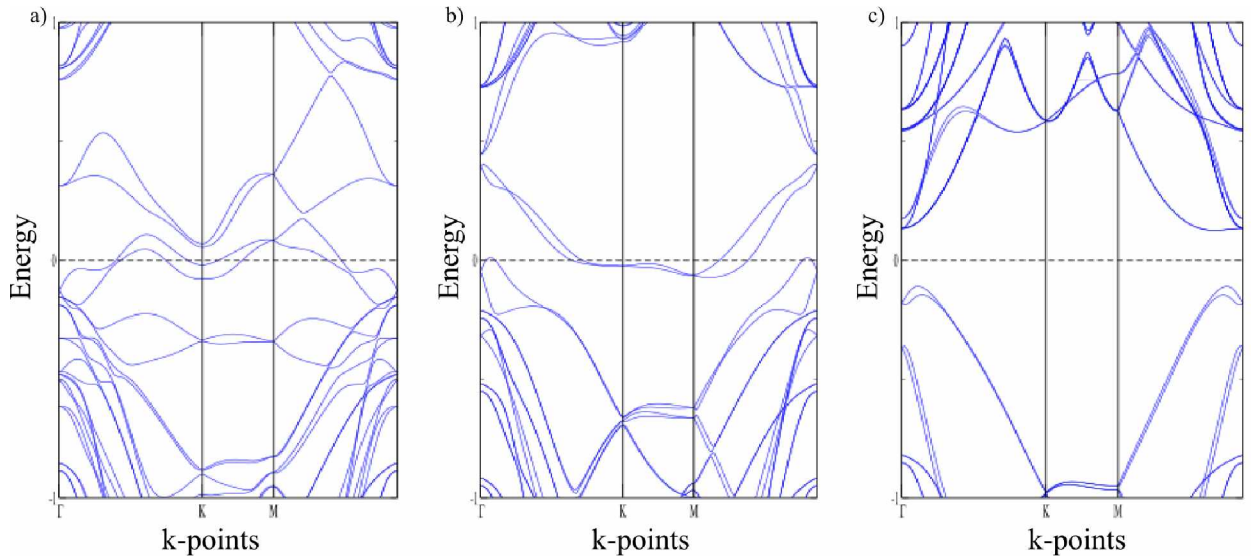 a)
b)
c)
1
1
1
Energy
Energy
Energy
0
0
0
-1
-1
-1
Γ K M
Γ K M
Γ K M
k-points
k-points
k-points